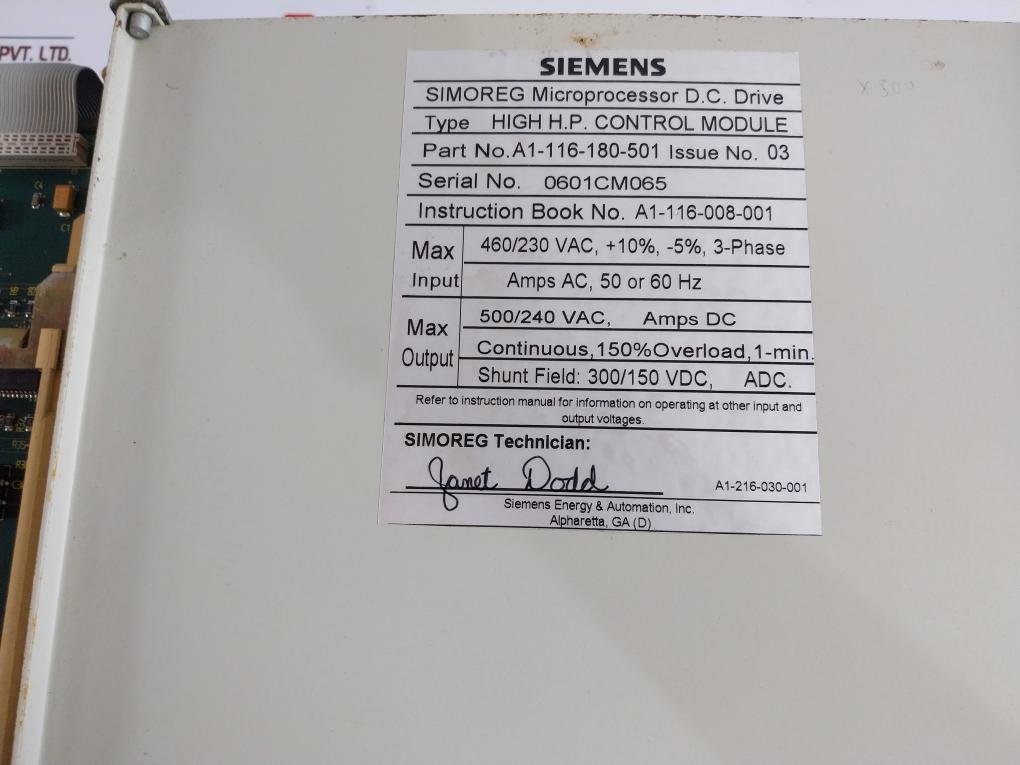 PVT. LTD.
SIEMENS
SIMOREG Microprocessor D.C. Drive
Type HIGH H.P. CONTROL MODULE
Part No. A1-116-180-501 Issue No. 03
Serial No. 0601CM065
Instruction Book No. A1-116-008-001
Max Input
460/230 VAC, +10%, -5%, 3-Phase
Amps AC, 50 or 60 Hz
Max Output
500/240 VAC, Amps DC
Continuous,150%Overload,1-min.
Shunt Field: 300/150 VDC, ADC.
Refer to instruction manual for information on operating at other input and
output voltages.
SIMOREG Technician:
Janet Dodd
A1-216-030-001
Siemens Energy & Automation, Inc.
Alpharetta, GA (D)
X300
C1